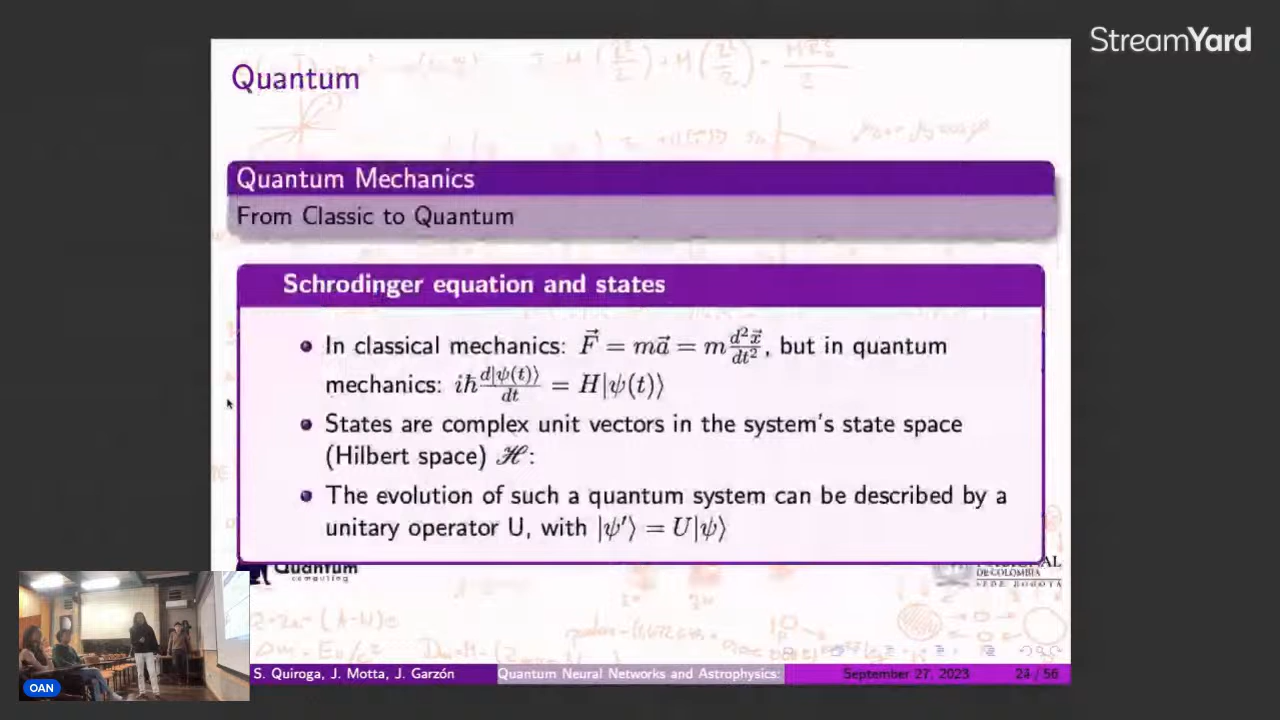 StreamYard
Quantum
Quantum Mechanics
From Classic to Quantum
Schrodinger equation and states
In classical mechanics: $\vec{F} = m\vec{a} = m\frac{d^2\vec{x}}{dt^2}$, but in quantum
mechanics: $i\hbar\frac{d|\psi(t)\rangle}{dt} = H|\psi(t)\rangle$
States are complex unit vectors in the system's state space
(Hilbert space) $\mathscr{H}$:
The evolution of such a quantum system can be described by a
unitary operator U, with $|\psi'\rangle = U|\psi\rangle$
Quantum
computing
DE COLOMBIA
SEDE BOGOTÁ
OAN
S. Quiroga, J. Motta, J. Garzón
Quantum Neural Networks and Astrophysics:
September 27, 2023
/ 56